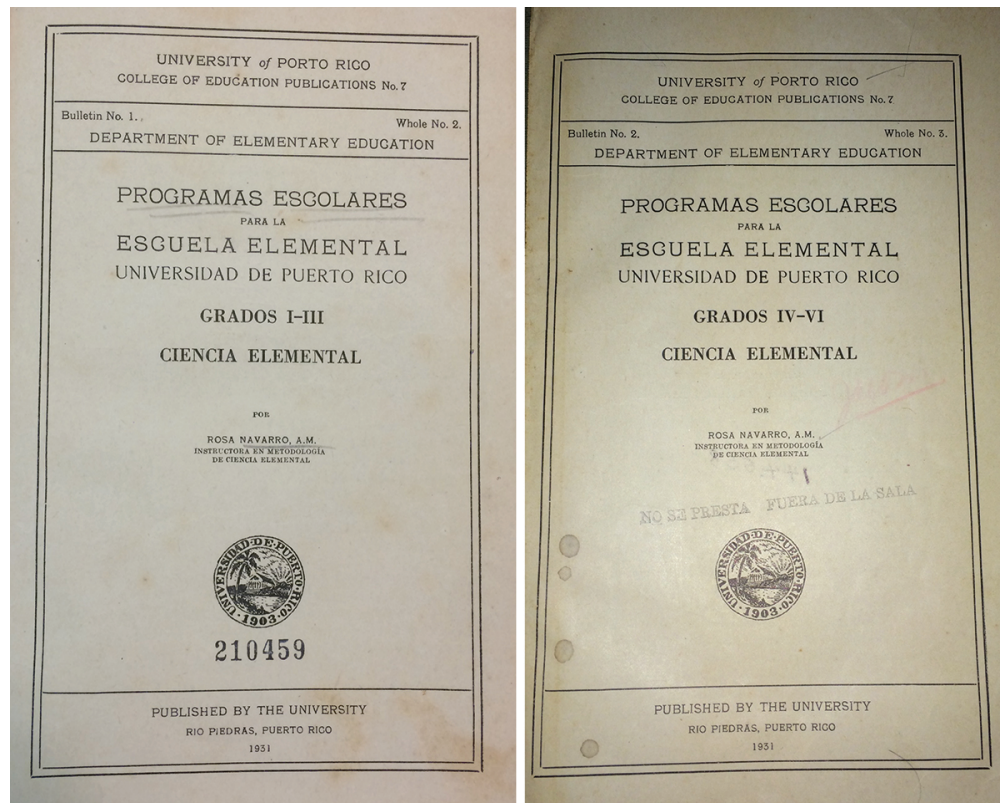 UNIVERSITY of PORTO RICO
COLLEGE OF EDUCATION PUBLICATIONS No. 7
Bulletin No. 1.
Whole No. 2.
DEPARTMENT OF ELEMENTARY EDUCATION
PROGRAMAS ESCOLARES
PARA LA
ESCUELA ELEMENTAL
UNIVERSIDAD DE PUERTO RICO
GRADOS I-III
CIENCIA ELEMENTAL
POR
ROSA NAVARRO, A.M.
INSTRUCTORA EN METODOLOGÍA
DE CIENCIA ELEMENTAL
UNIVERSIDAD·DE·PUERTO·RICO
·1903·
210459
PUBLISHED BY THE UNIVERSITY
RIO PIEDRAS, PUERTO RICO
1931
UNIVERSITY of PORTO RICO
COLLEGE OF EDUCATION PUBLICATIONS No. 7
Bulletin No. 2.
Whole No. 3.
DEPARTMENT OF ELEMENTARY EDUCATION
PROGRAMAS ESCOLARES
PARA LA
ESCUELA ELEMENTAL
UNIVERSIDAD DE PUERTO RICO
GRADOS IV-VI
CIENCIA ELEMENTAL
POR
ROSA NAVARRO, A.M.
INSTRUCTORA EN METODOLOGÍA
DE CIENCIA ELEMENTAL
NO SE PRESTA FUERA DE LA SALA
UNIVERSIDAD·DE·PUERTO·RICO
·1903·
PUBLISHED BY THE UNIVERSITY
RIO PIEDRAS, PUERTO RICO
1931